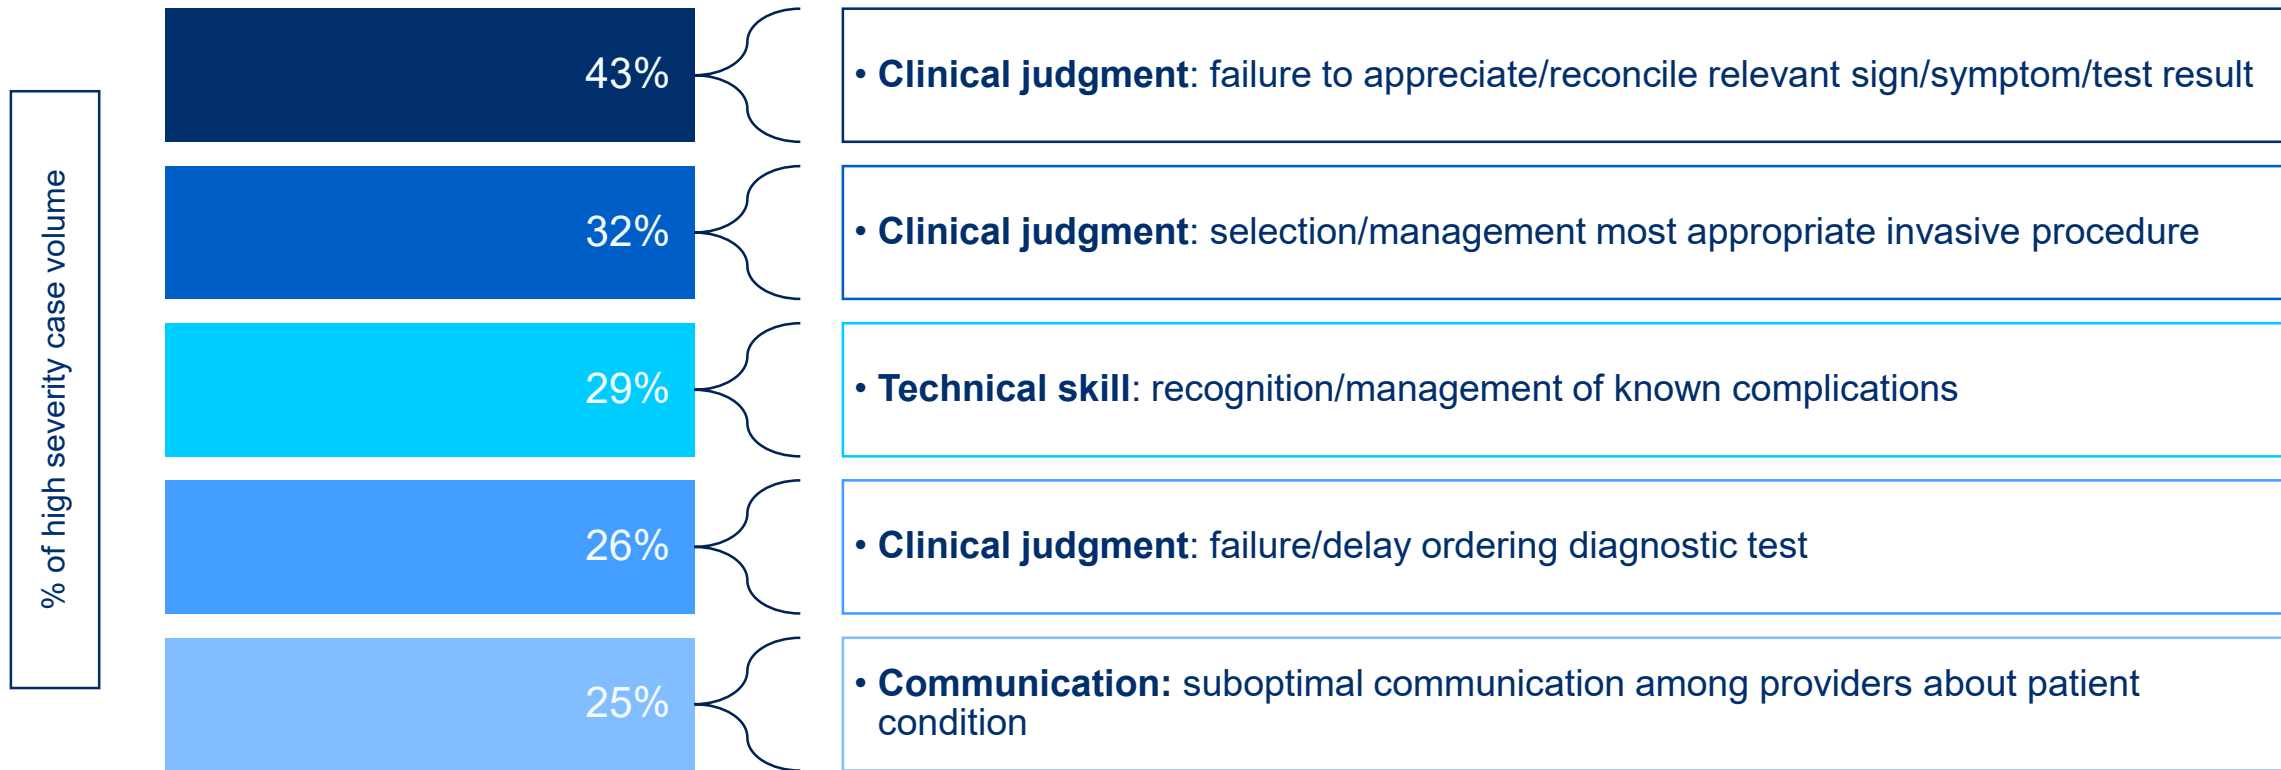 % of high severity case volume
43%
• Clinical judgment: failure to appreciate/reconcile relevant sign/symptom/test result
32%
• Clinical judgment: selection/management most appropriate invasive procedure
29%
• Technical skill: recognition/management of known complications
26%
• Clinical judgment: failure/delay ordering diagnostic test
25%
• Communication: suboptimal communication among providers about patient
condition